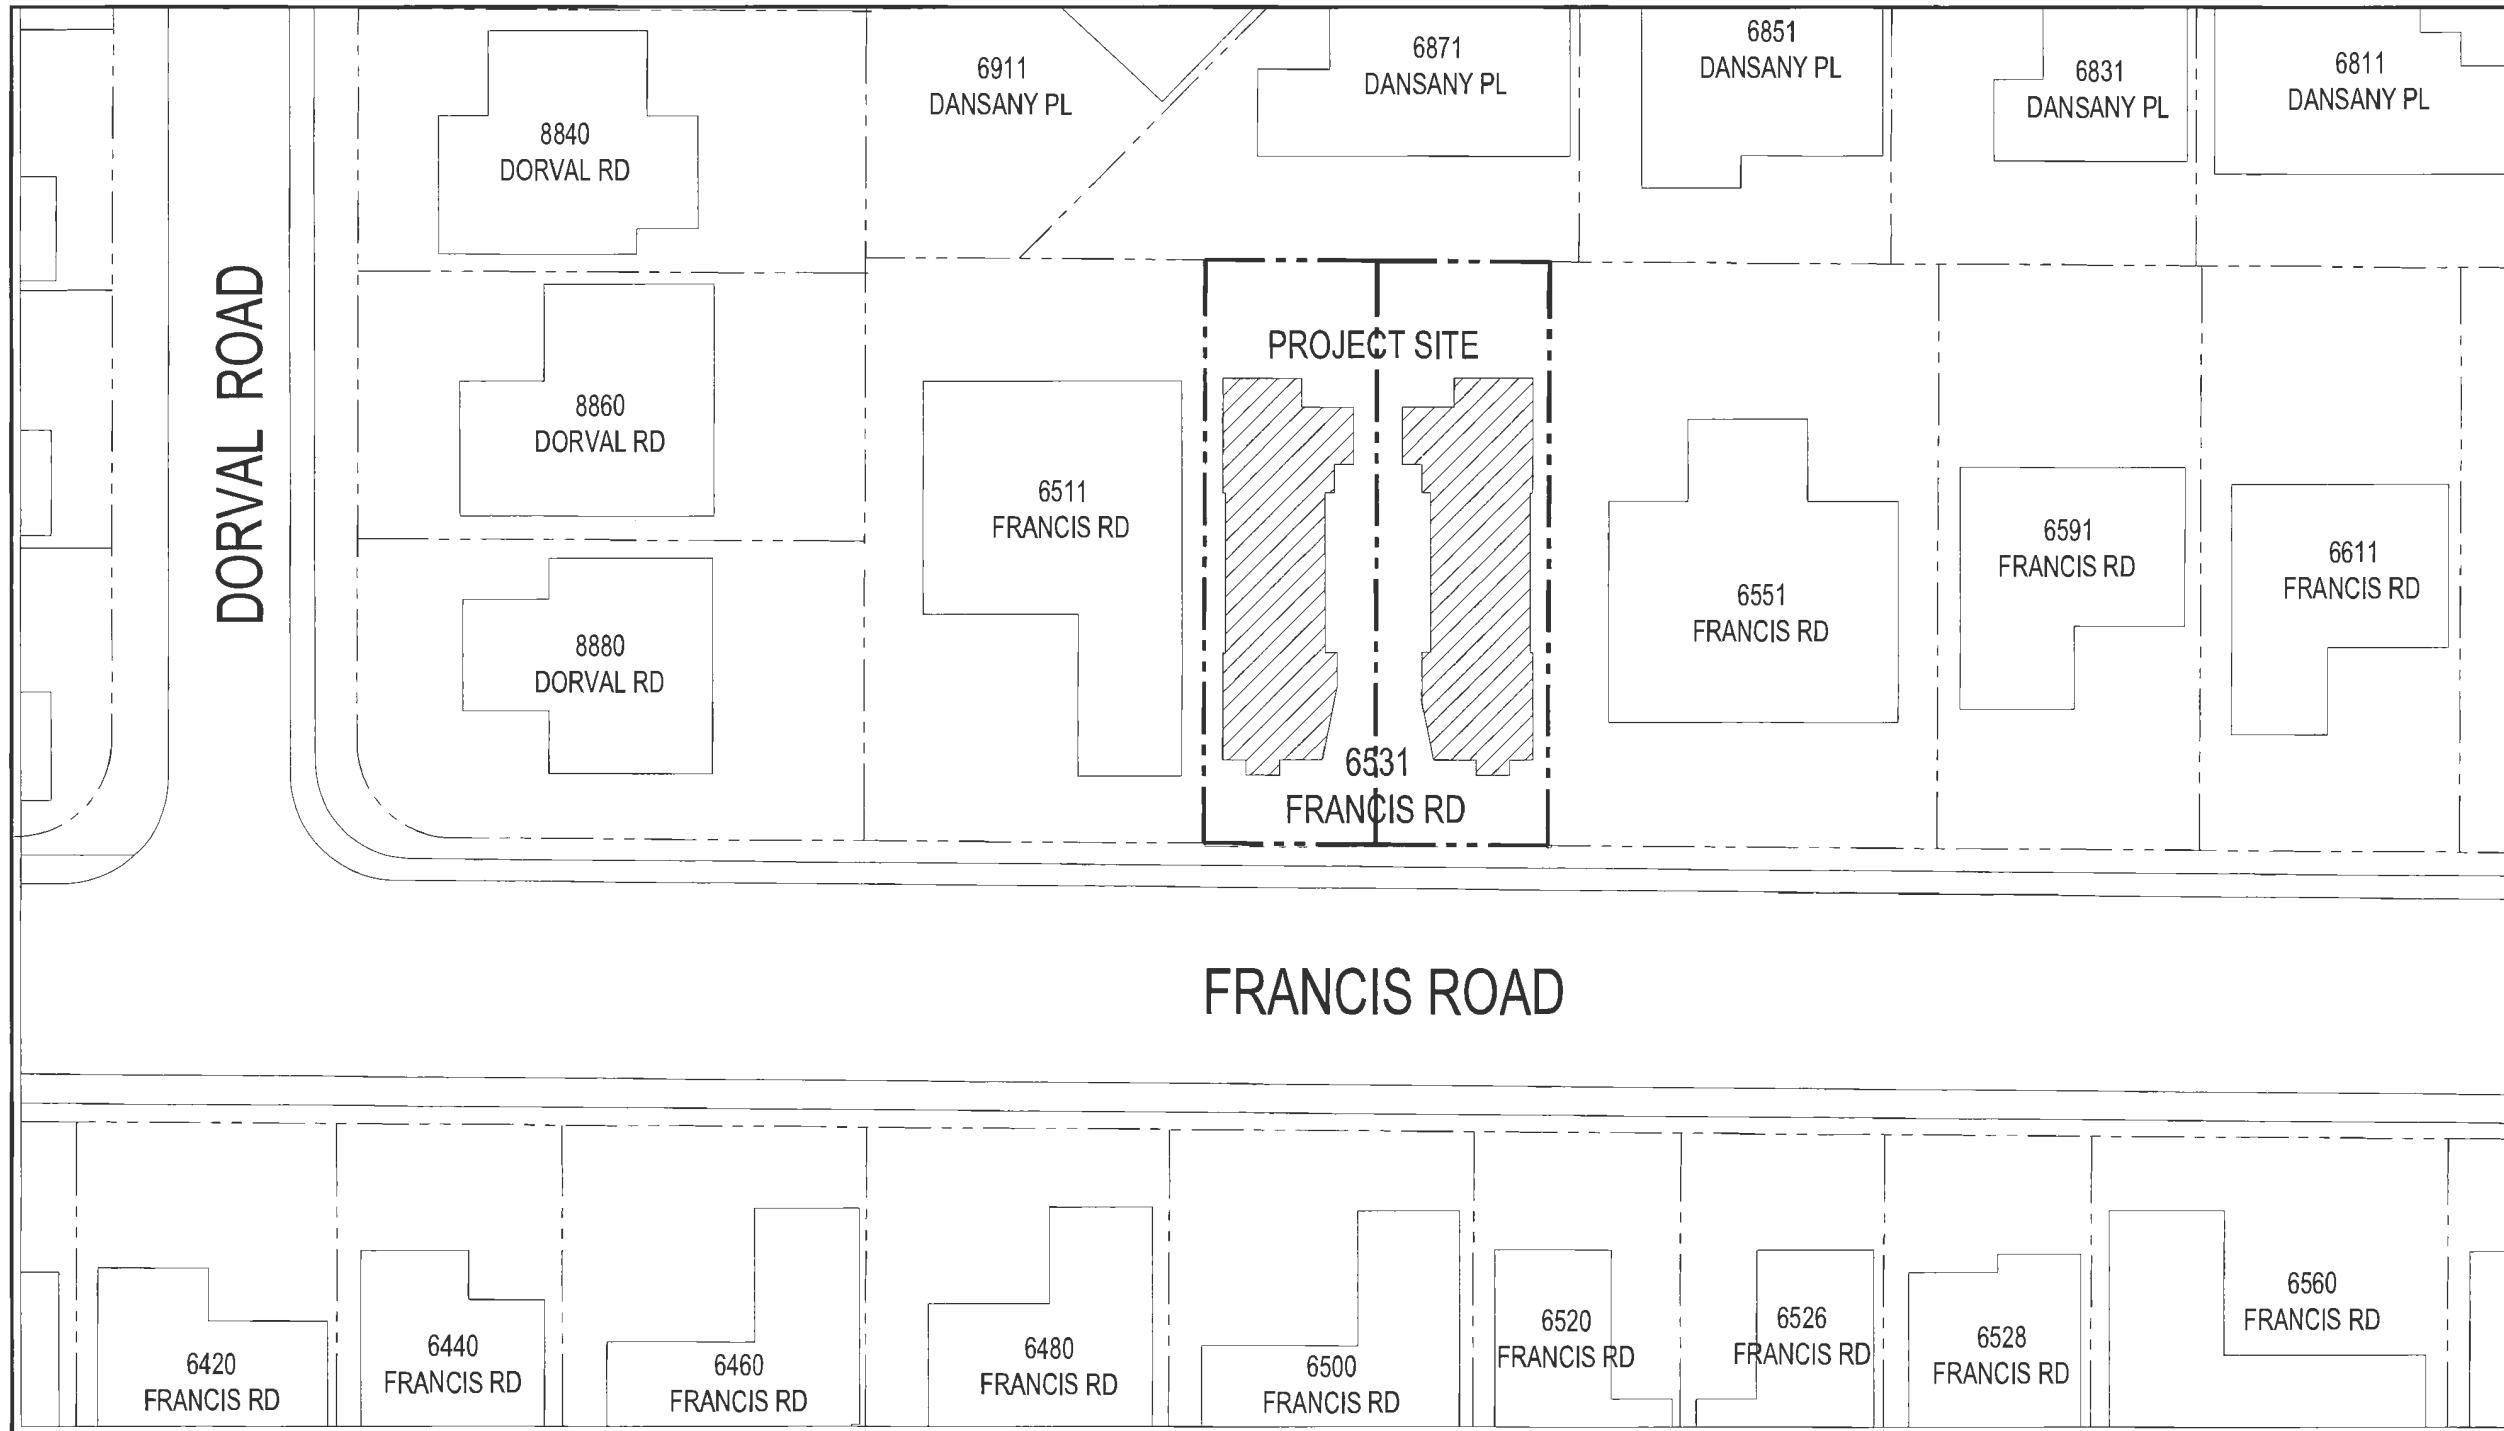 6911
DANSANY PL
6871
DANSANY PL
6851
DANSANY PL
6831
DANSANY PL
6811
DANSANY PL
8840
DORVAL RD
DORVAL ROAD
8860
DORVAL RD
8880
DORVAL RD
6511
FRANCIS RD
PROJECT SITE
6531
FRANCIS RD
6551
FRANCIS RD
6591
FRANCIS RD
6611
FRANCIS RD
FRANCIS ROAD
6420
FRANCIS RD
6440
FRANCIS RD
6460
FRANCIS RD
6480
FRANCIS RD
6500
FRANCIS RD
6520
FRANCIS RD
6526
FRANCIS RD
6528
FRANCIS RD
6560
FRANCIS RD